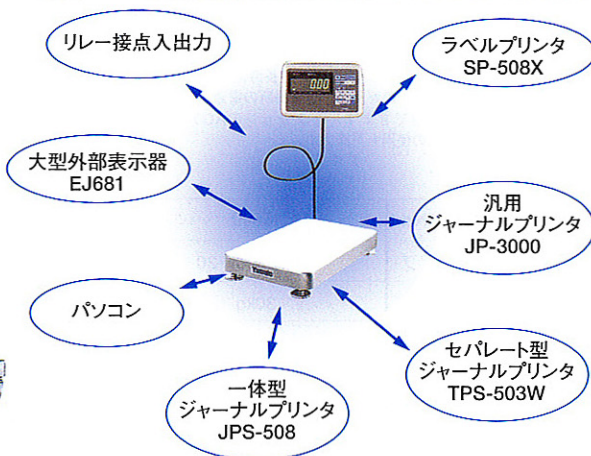 リレー接点入出力
ラベルプリンタ
SP-508X
0.00
大型外部表示器
EJ681
汎用
ジャーナルプリンタ
JP-3000
Yamato
パソコン
セパレート型
ジャーナルプリンタ
TPS-503W
一体型
ジャーナルプリンタ
JPS-508